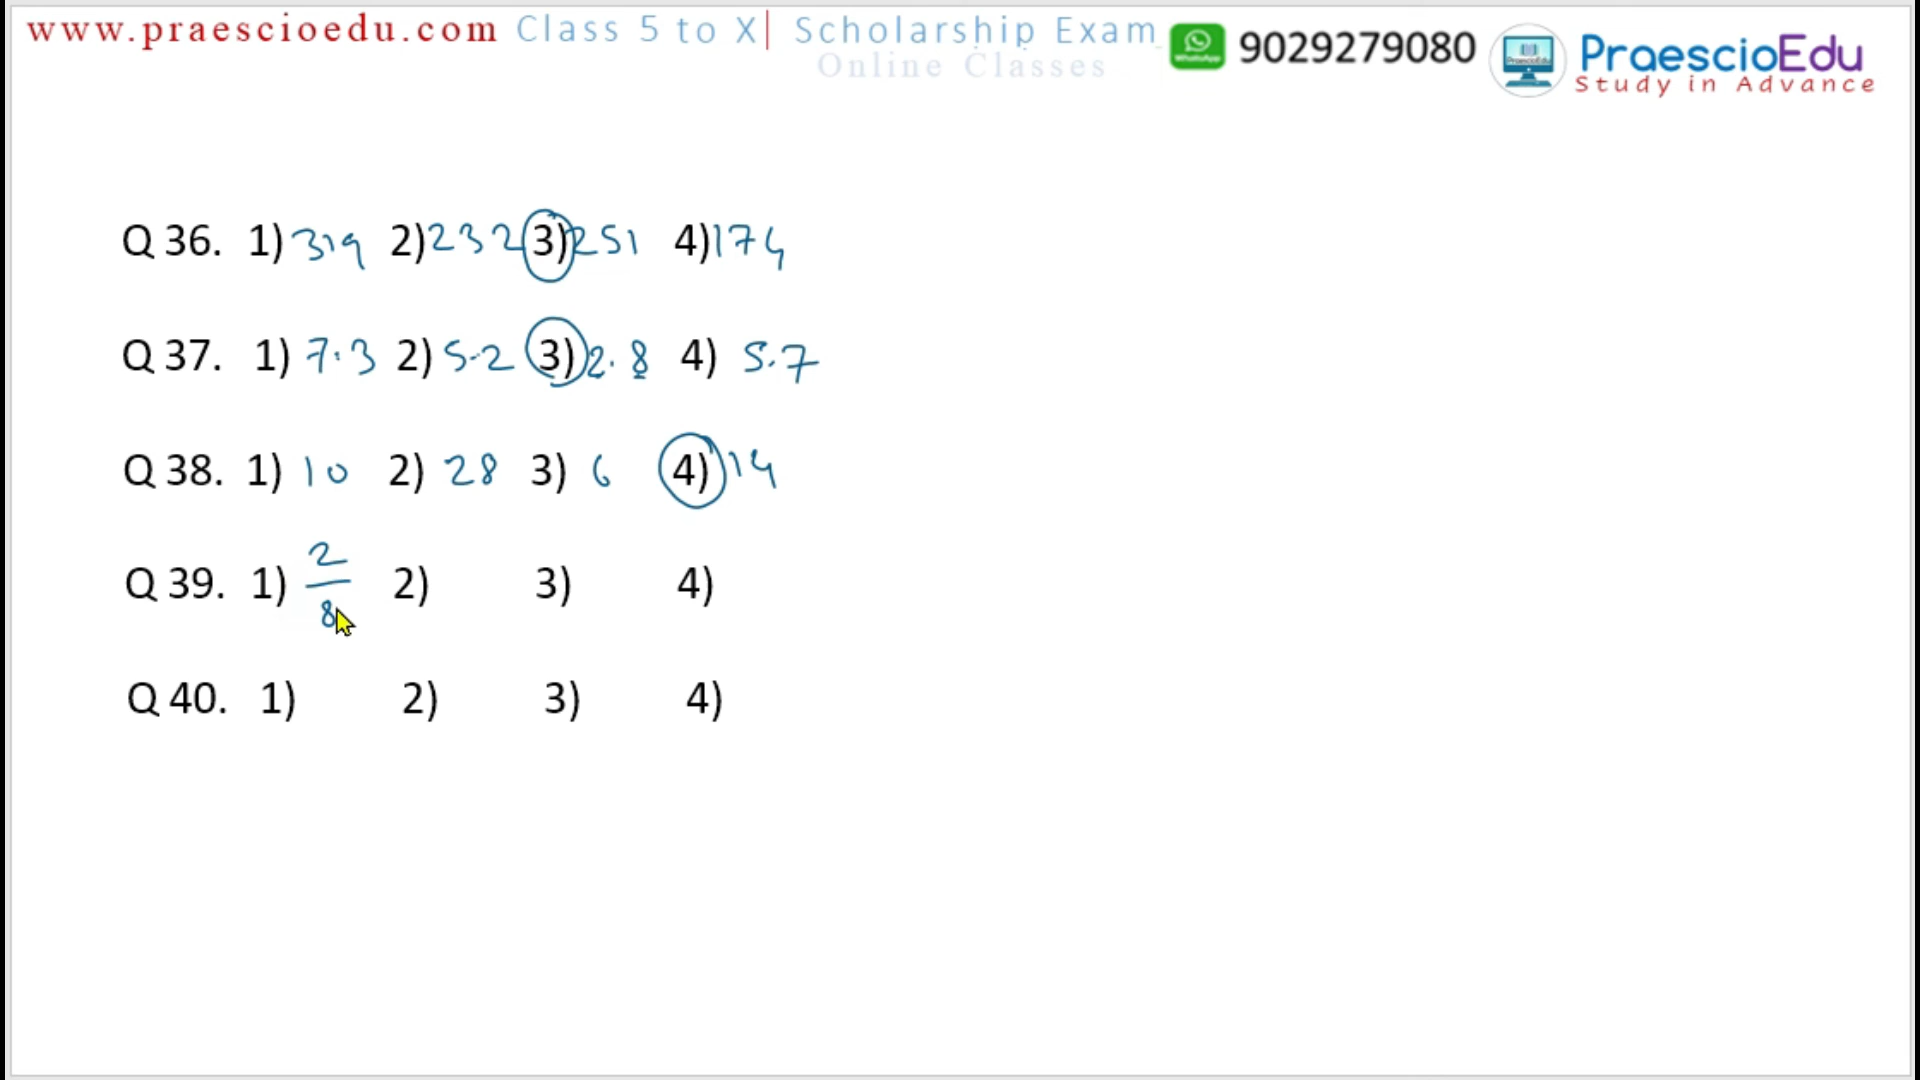 www.praescioedu.com Class 5 to X| Scholarship Exam WhatsApp 9029279080 PraescioEdu PraescioEdu
Online Classes Study in Advance
Q 36. 1) 319 2) 232 3) 251 4) 174
Q 37. 1) 7.3 2) 5.2 3) 2.8 4) 5.7
Q 38. 1) 10 2) 28 3) 6 4) 14
Q 39. 1) 2/8 2) 3) 4)
Q 40. 1) 2) 3) 4)